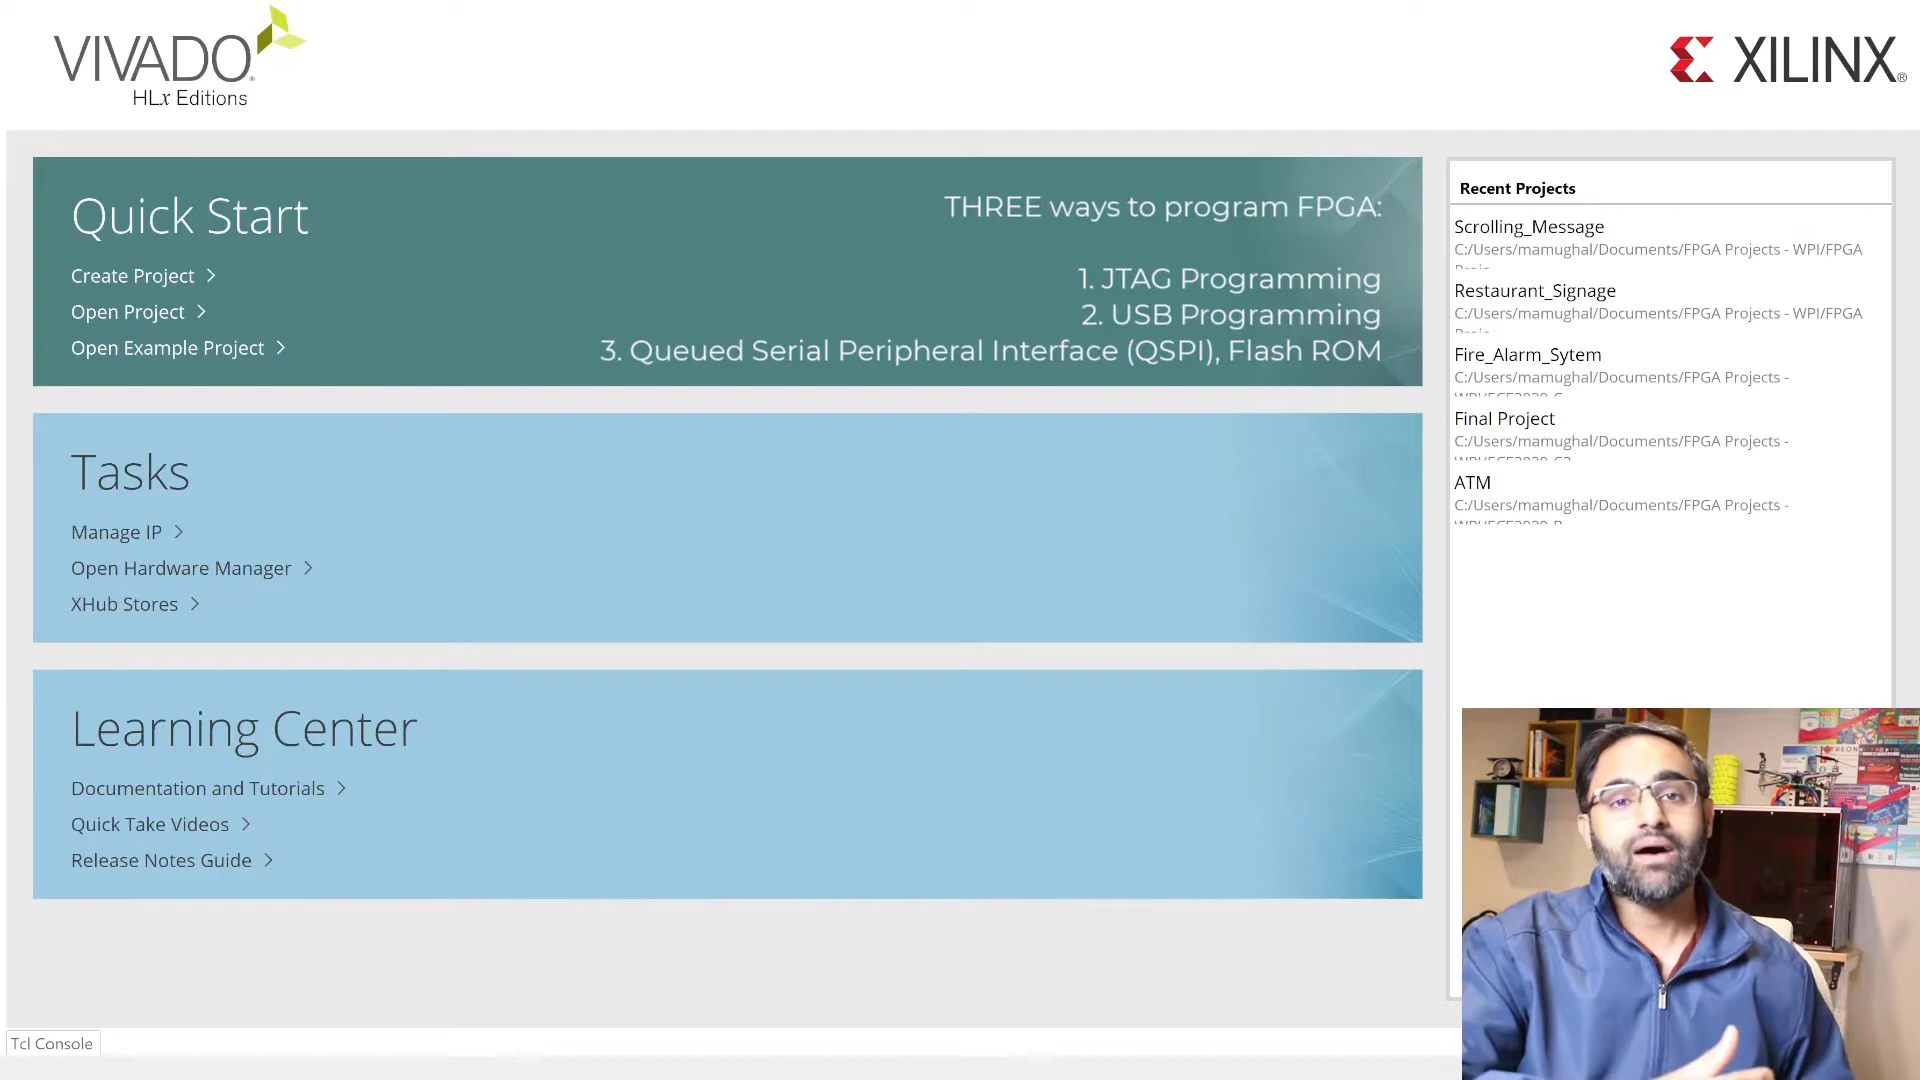 VIVADO
HLx Editions
XILINX®
Quick Start
Create Project
Open Project
Open Example Project
THREE ways to program FPGA:
1. JTAG Programming
2. USB Programming
3. Queued Serial Peripheral Interface (QSPI), Flash ROM
Tasks
Manage IP
Open Hardware Manager
XHub Stores
Learning Center
Documentation and Tutorials
Quick Take Videos
Release Notes Guide
Recent Projects
Scrolling_Message
C:/Users/mamughal/Documents/FPGA Projects - WPI/FPGA
Restaurant_Signage
C:/Users/mamughal/Documents/FPGA Projects - WPI/FPGA
Fire_Alarm_Sytem
C:/Users/mamughal/Documents/FPGA Projects -
Final Project
C:/Users/mamughal/Documents/FPGA Projects -
ATM
C:/Users/mamughal/Documents/FPGA Projects -
Tcl Console